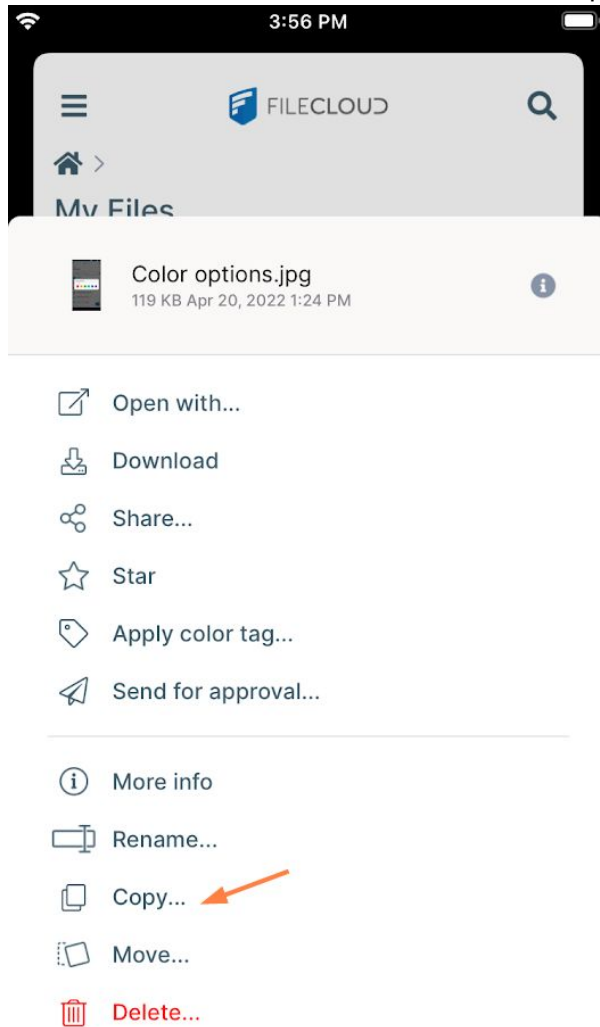 3:56 PM
FILECLOUD
>
My Files
Color options.jpg
119 KB Apr 20, 2022 1:24 PM
Open with...
Download
Share...
Star
Apply color tag...
Send for approval...
More info
Rename...
Copy...
Move...
Delete...